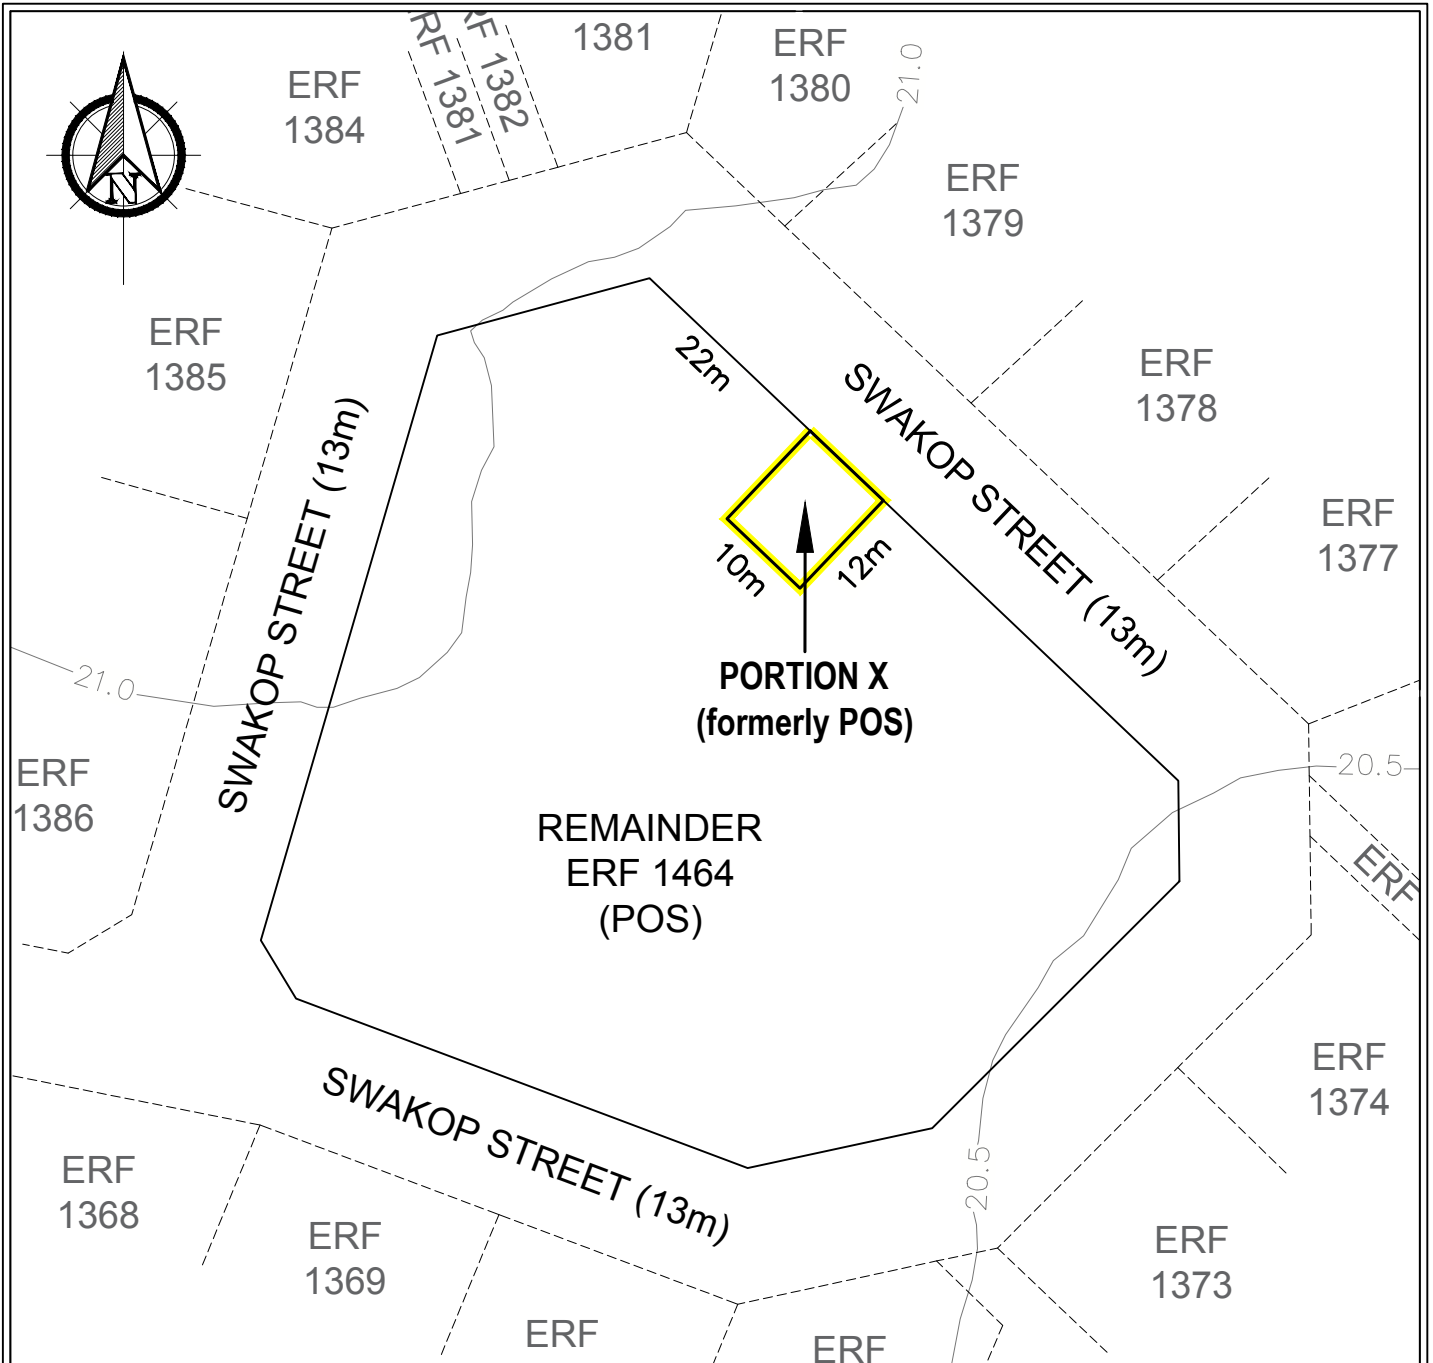 1381
ERF
1380
21.0
ERF
1384
ERF 1381
ERF 1382
N
ERF
1379
ERF
1385
22m
ERF
1378
SWAKOP STREET (13m)
SWAKOP STREET (13m)
ERF
1377
10m
12m
PORTION X
(formerly POS)
21.0
20.5
ERF
1386
REMAINDER
ERF 1464
(POS)
ERF
ERF
1374
SWAKOP STREET (13m)
20.5
ERF
1368
ERF
1369
ERF
1373
ERF
ERF